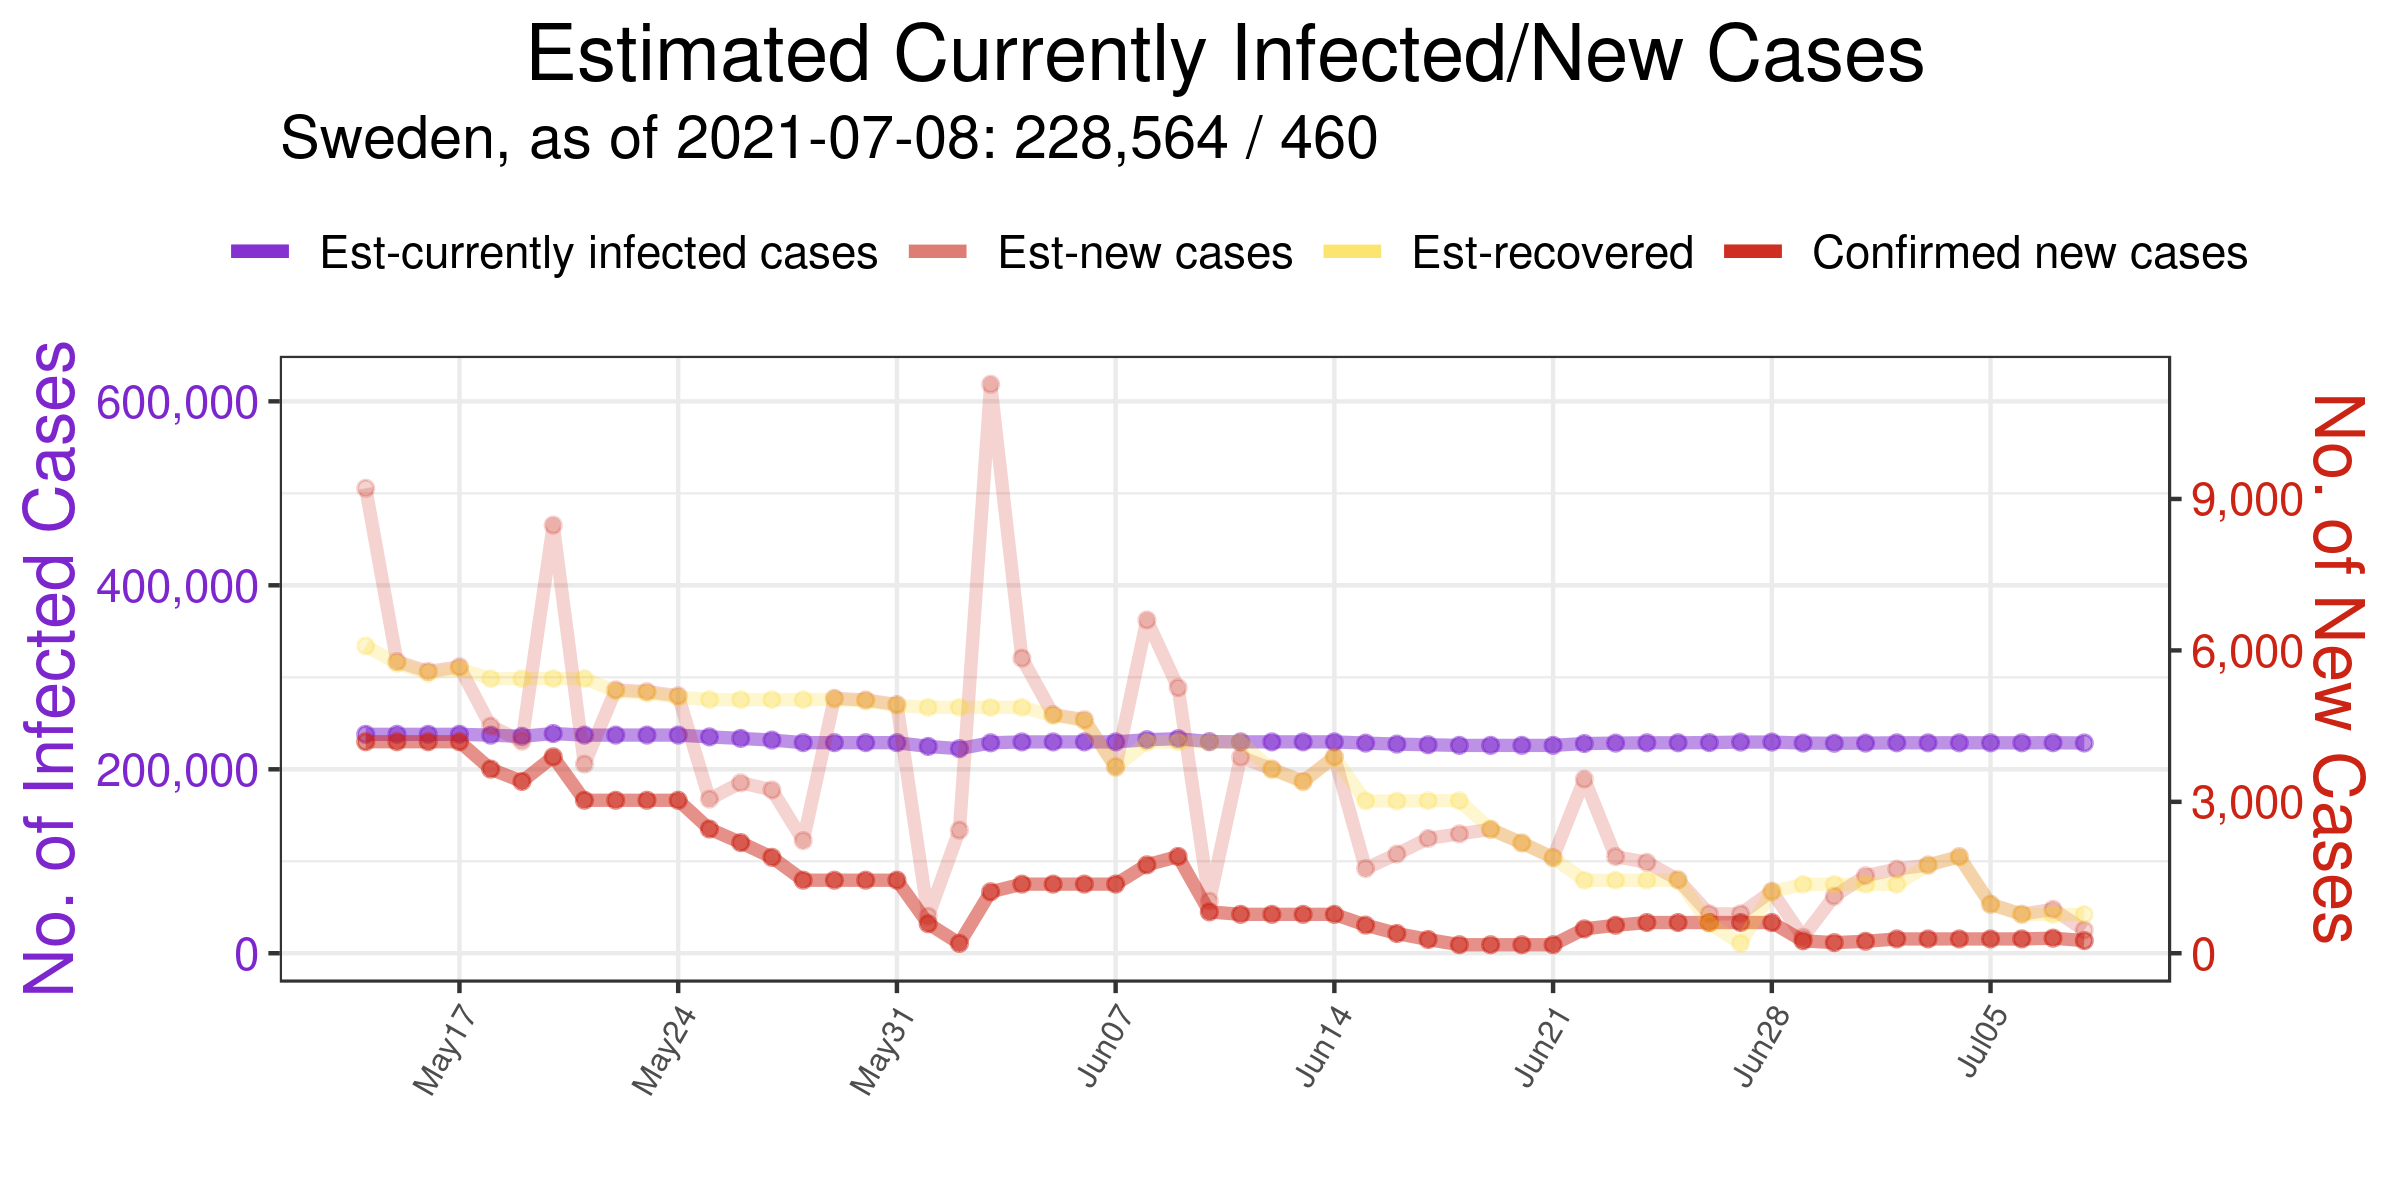 Estimated Currently Infected/New Cases
Sweden, as of 2021-07-08: 228,564 / 460
Est-currently infected cases
Est-new cases
Est-recovered
Confirmed new cases
No. of Infected Cases
600,000
400,000
200,000
0
No. of New Cases
9,000
6,000
3,000
0
May17
May24
May31
Jun07
Jun14
Jun21
Jun28
Jul05